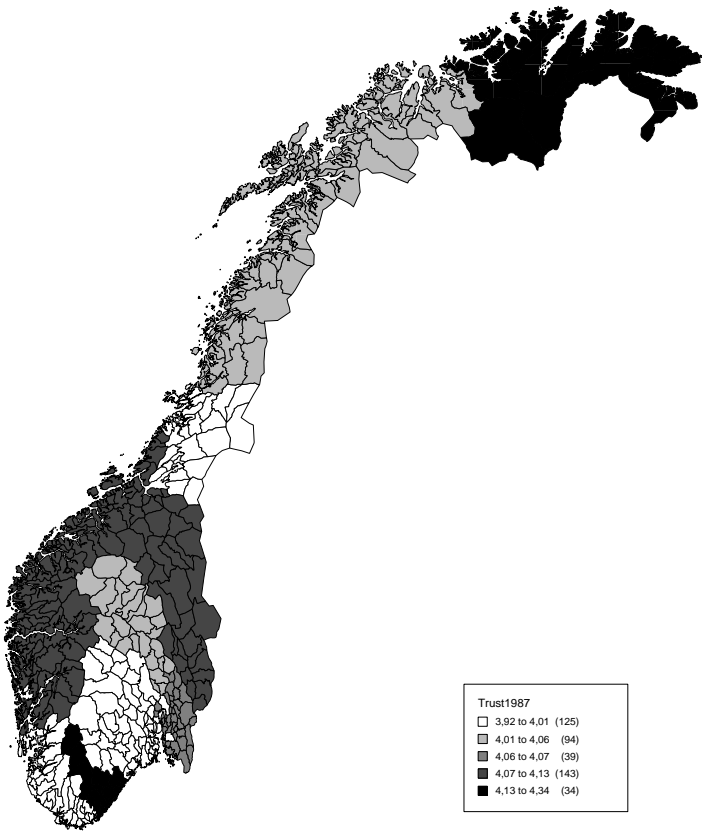 Trust1987
3,92 to 4,01 (125)
4,01 to 4,06 (94)
4,06 to 4,07 (39)
4,07 to 4,13 (143)
4,13 to 4,34 (34)